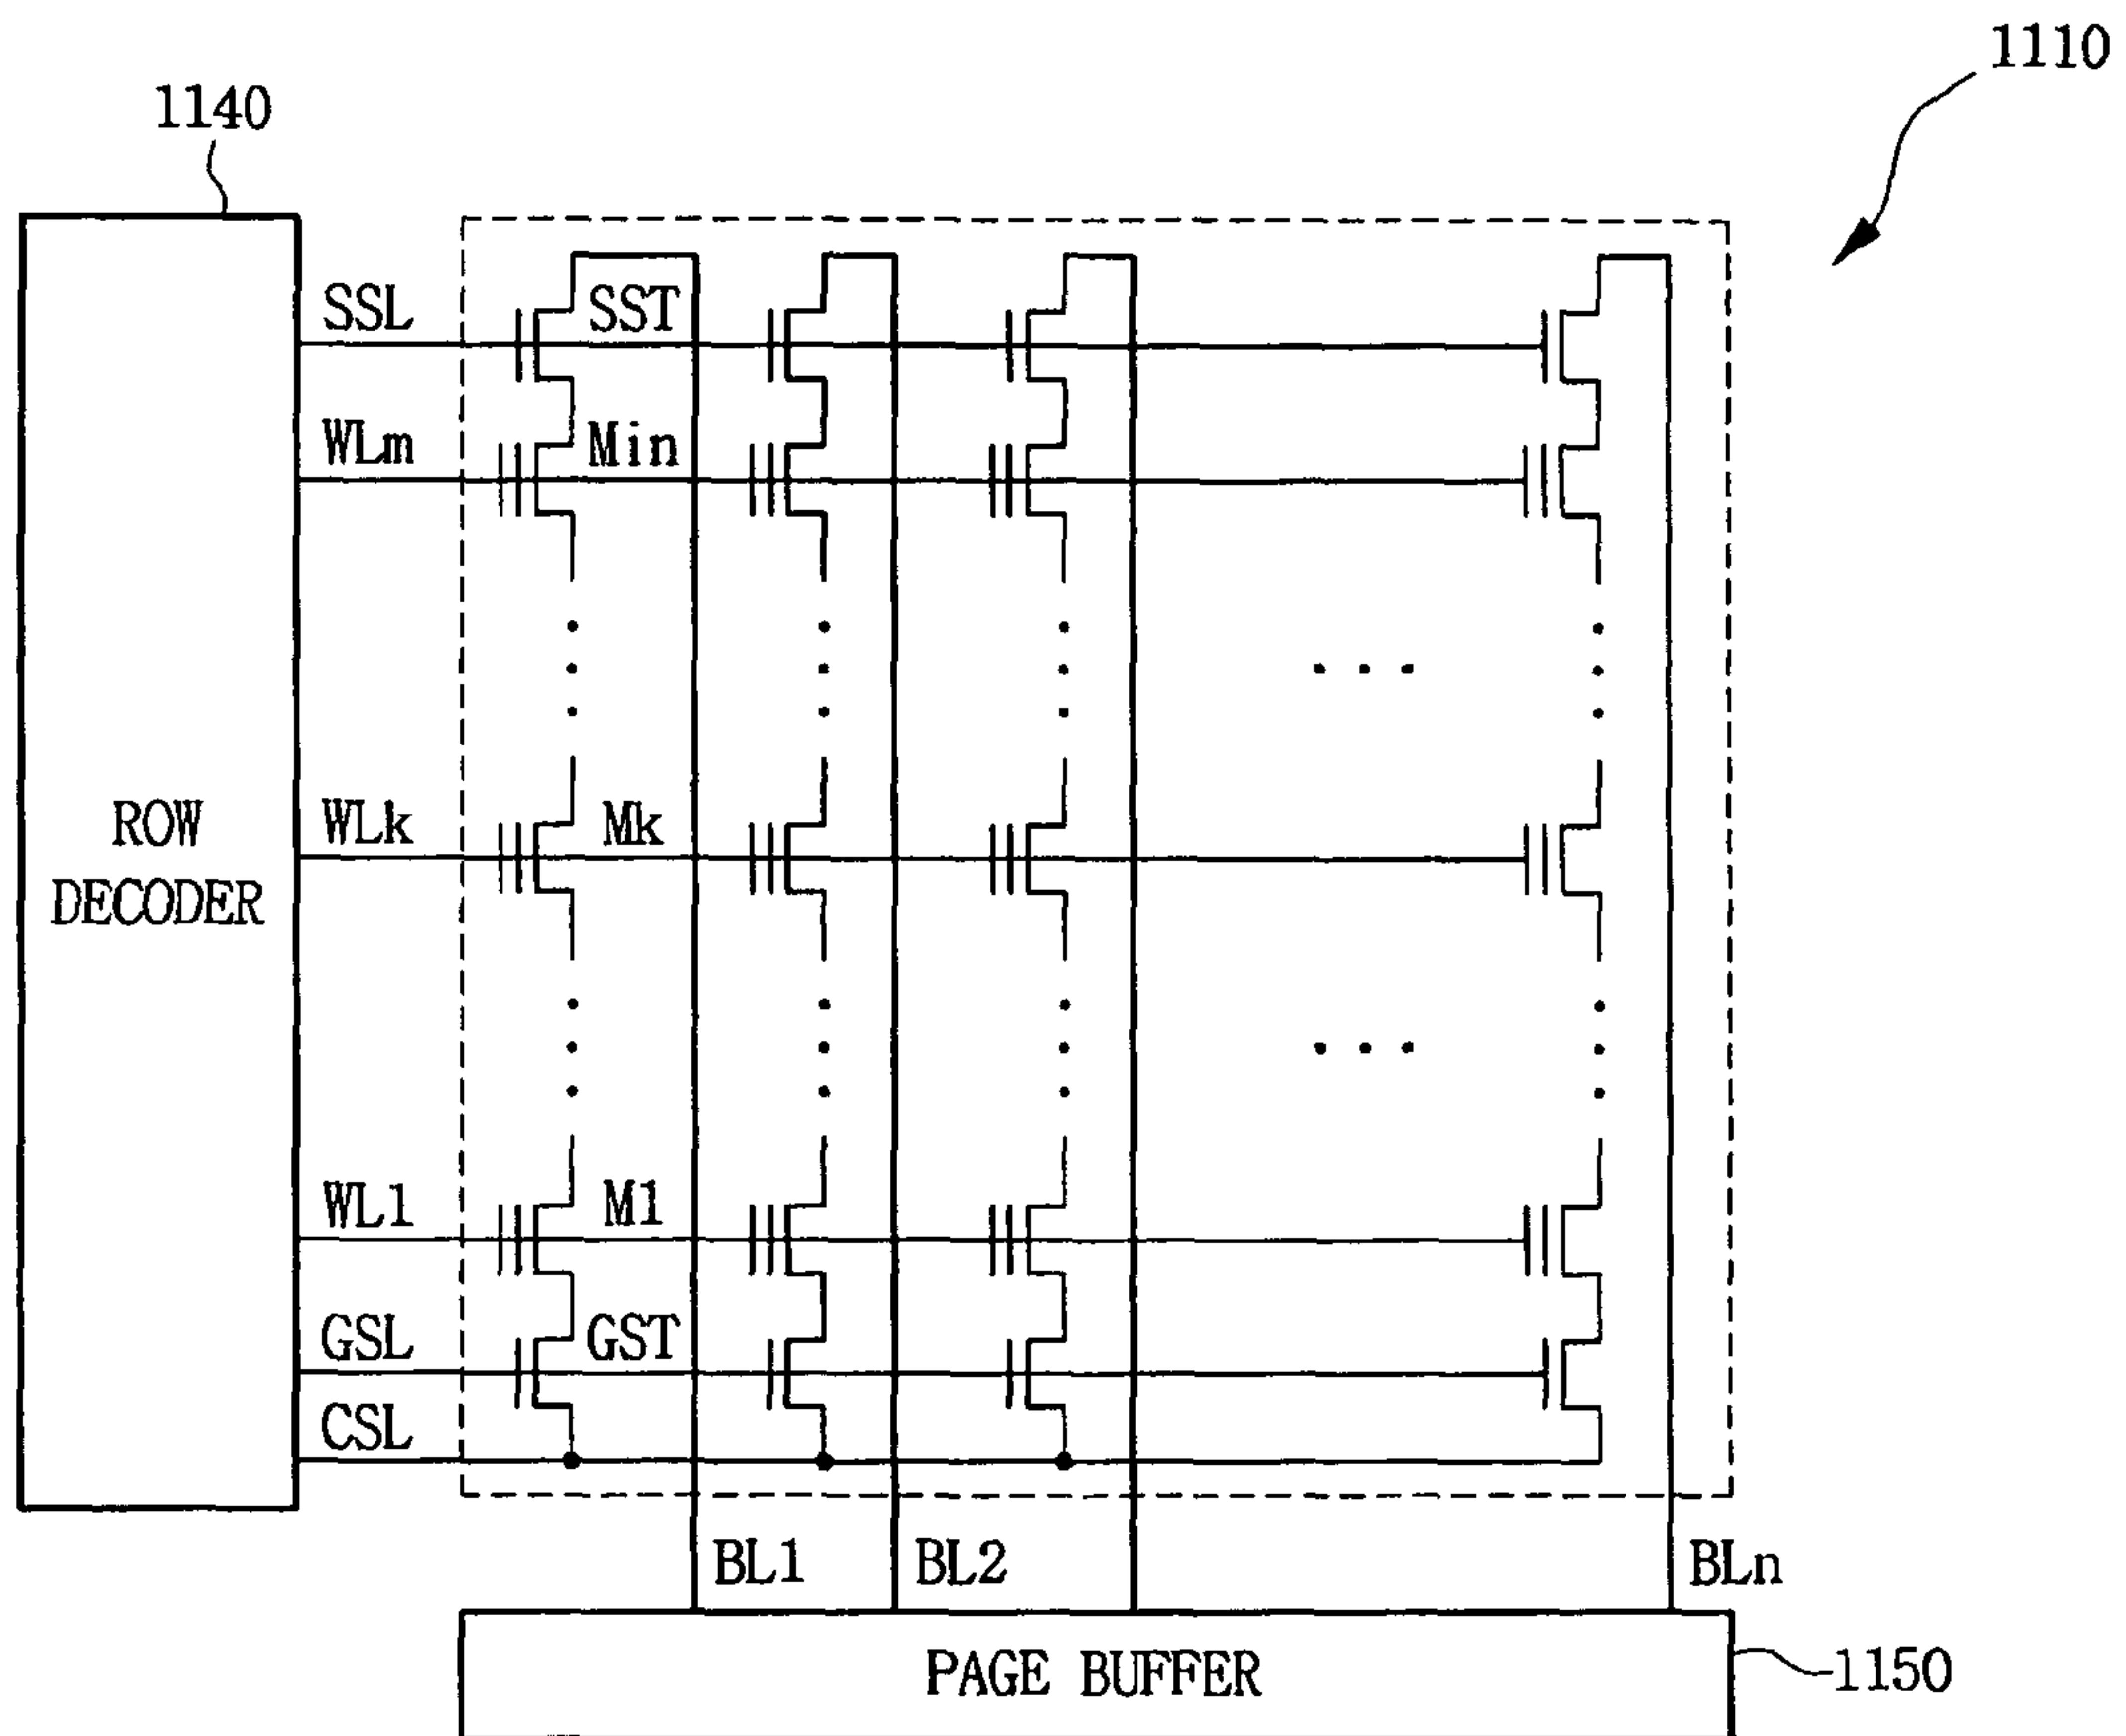 1110
1140
SSL SST
WLm Min
ROW
DECODER
WLk Mk
WL1 M1
GSL GST
CSL
BL1 BL2 BLn
PAGE BUFFER
1150